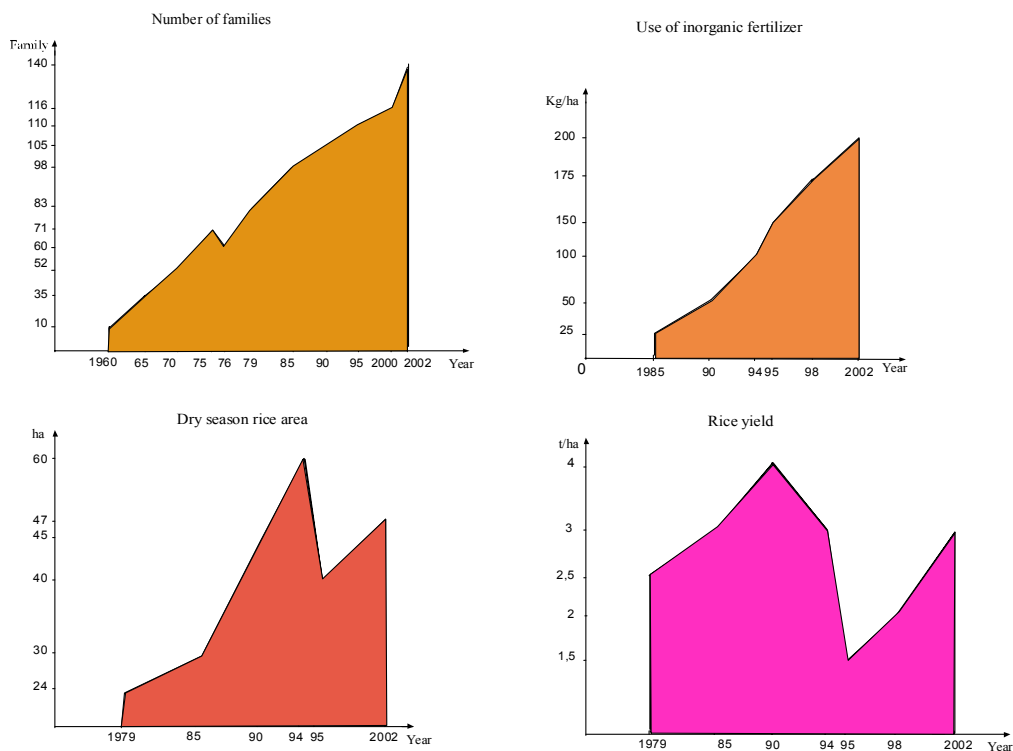 Number of families
Family
140
116
110
105
98
83
71
60
52
35
10
1960 65 70 75 76 79 85 90 95 2000 2002 Year
Use of inorganic fertilizer
Kg/ha
200
175
150
100
50
25
0
1985 90 94 95 98 2002 Year
Dry season rice area
ha
60
47
45
40
30
24
1979 85 90 94 95 2002 Year
Rice yield
t/ha
4
3
2,5
2
1,5
1979 85 90 94 95 98 2002 Year